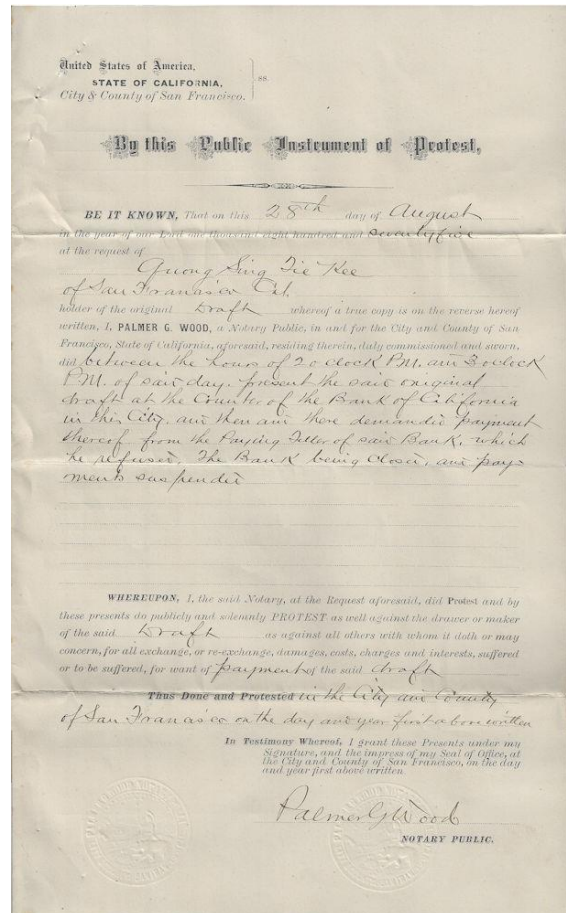 United States of America,
STATE OF CALIFORNIA,
City & County of San Francisco.
ss.
By this Public Instrument of Protest,
BE IT KNOWN, That on this 28th day of August
in the year of our Lord one thousand eight hundred and seventyfive
at the request of
Quong Sing Tie Kee
of San Francisco Cal.
holder of the original Draft whereof a true copy is on the reverse hereof
written, I, PALMER G. WOOD, a Notary Public, in and for the City and County of San
Francisco, State of California, aforesaid, residing therein, duly commissioned and sworn,
did between the hours of 2 o clock P.M. and 3 o clock
P.M. of said day. present the said original
draft at the Counter of the Bank of California
in this City, and then and there demanded payment
thereof from the Paying Teller of said Bank, which
he refused, The Bank being Closed, and pay-
ments suspended
WHEREUPON, I, the said Notary, at the Request aforesaid, did Protest and by
these presents do publicly and solemnly PROTEST as well against the drawer or maker
of the said Draft as against all others with whom it doth or may
concern, for all exchange, or re-exchange, damages, costs, charges and interests, suffered
or to be suffered, for want of payment of the said draft
Thus Done and Protested in the City and County
of San Francisco on the day and year first above written
In Testimony Whereof, I grant these Presents under my
Signature, and the impress of my Seal of Office, at
the City and County of San Francisco, on the day
and year first above written
Palmer G Wood
NOTARY PUBLIC.